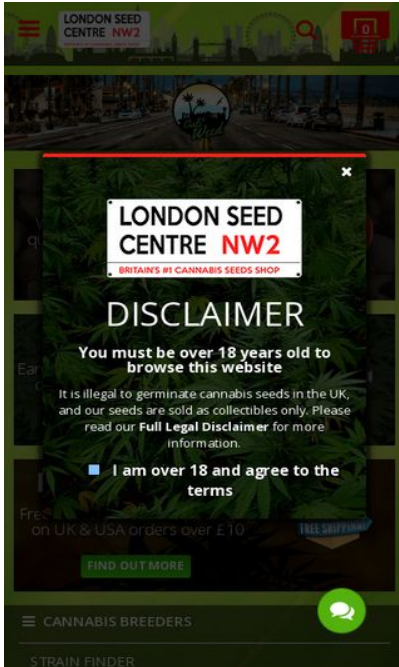 LONDON SEED
CENTRE NW2
0
Weed
LONDON SEED
CENTRE NW2
BRITAIN'S #1 CANNABIS SEEDS SHOP
DISCLAIMER
You must be over 18 years old to
browse this website
It is illegal to germinate cannabis seeds in the UK,
and our seeds are sold as collectibles only. Please
read our Full Legal Disclaimer for more
information.
I am over 18 and agree to the
terms
on UK & USA orders over £10
FREE SHIPPING
FIND OUT MORE
CANNABIS BREEDERS
STRAIN FINDER